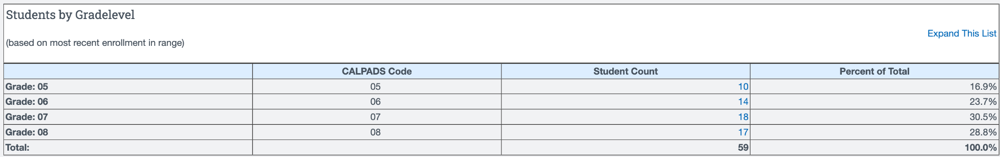 Students by Gradelevel
Expand This List
(based on most recent enrollment in range)
CALPADS Code Student Count Percent of Total
Grade: 05 05 10 16.9%
Grade: 06 06 14 23.7%
Grade: 07 07 18 30.5%
Grade: 08 08 17 28.8%
Total: 59 100.0%